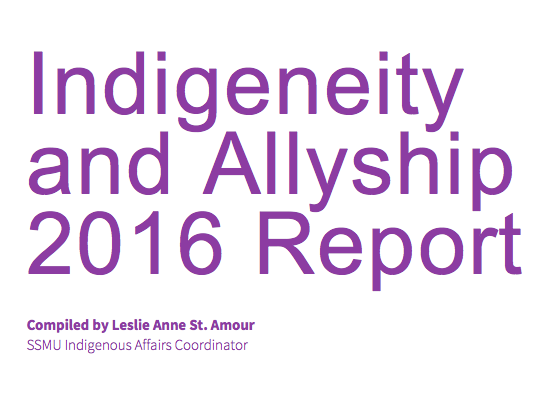 Indigeneity
and Allyship
2016 Report
Compiled by Leslie Anne St. Amour
SSMU Indigenous Affairs Coordinator